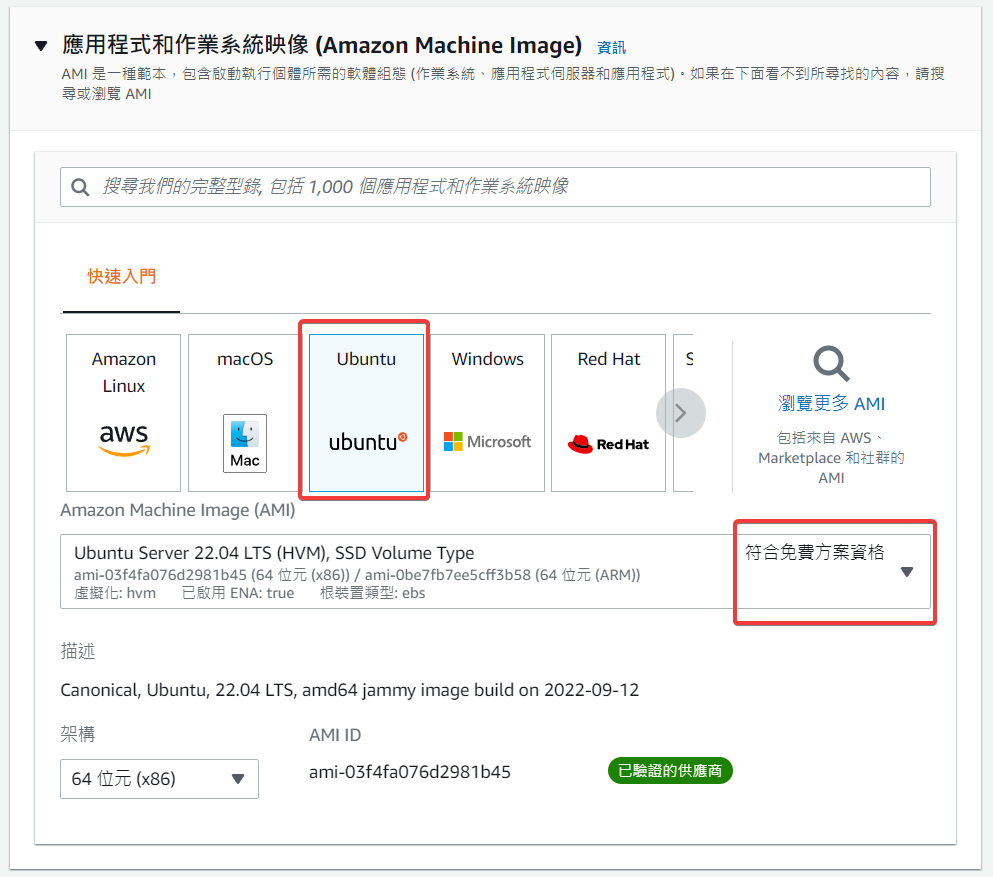 應用程式和作業系統映像 (Amazon Machine Image) 資訊
AMI 是一種範本，包含啟動執行個體所需的軟體組態 (作業系統、應用程式伺服器和應用程式)。如果在下面看不到所尋找的內容，請搜
尋或瀏覽 AMI
搜尋我們的完整型錄, 包括 1,000 個應用程式和作業系統映像
快速入門
Amazon
Linux
aws
macOS
Mac
Ubuntu
ubuntu
Windows
Microsoft
Red Hat
Red Hat
S
瀏覽更多 AMI
包括來自 AWS、
Marketplace 和社群的
AMI
Amazon Machine Image (AMI)
Ubuntu Server 22.04 LTS (HVM), SSD Volume Type
符合免費方案資格
ami-03f4fa076d2981b45 (64 位元 (x86)) / ami-0be7fb7ee5cff3b58 (64 位元 (ARM))
虛擬化: hvm 已啟用 ENA: true 根裝置類型: ebs
描述
Canonical, Ubuntu, 22.04 LTS, amd64 jammy image build on 2022-09-12
架構
AMI ID
64 位元 (x86)
ami-03f4fa076d2981b45
已驗證的供應商